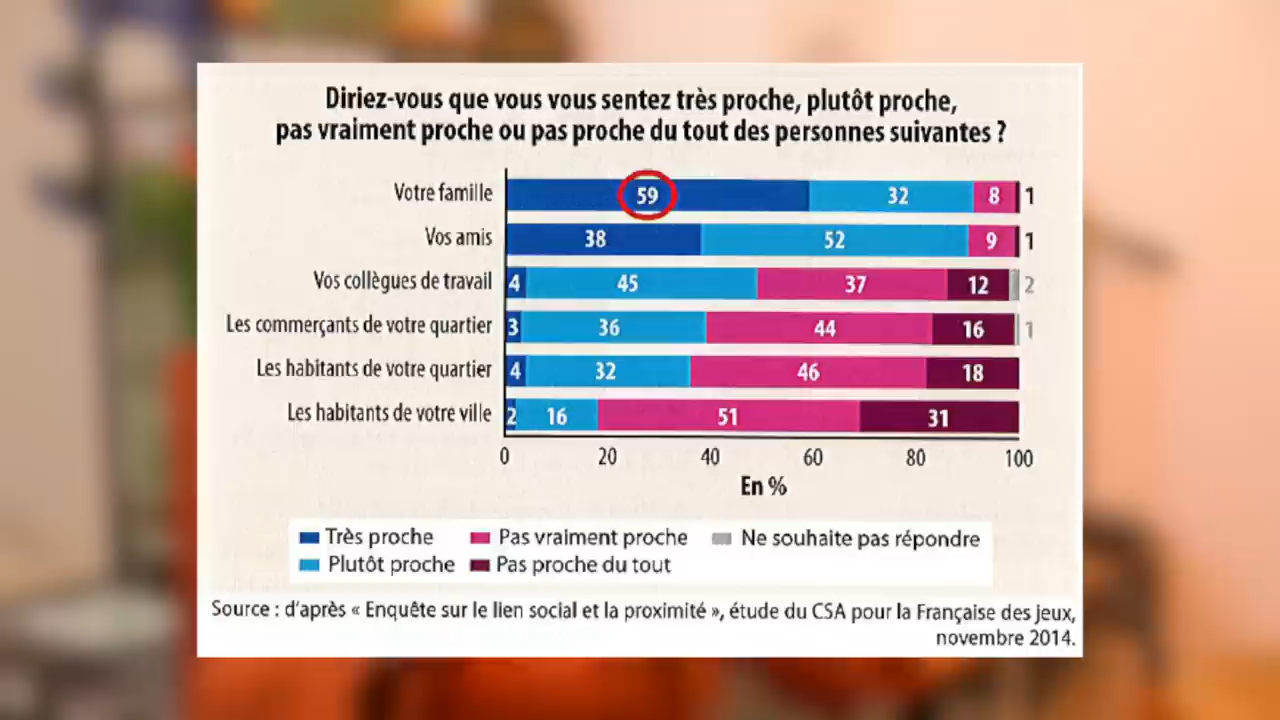 Diriez-vous que vous vous sentez très proche, plutôt proche,
pas vraiment proche ou pas proche du tout des personnes suivantes ?
Votre famille 59 32 8 1
Vos amis 38 52 9 1
Vos collègues de travail 4 45 37 12 2
Les commerçants de votre quartier 3 36 44 16 1
Les habitants de votre quartier 4 32 46 18
Les habitants de votre ville 2 16 51 31
0 20 40 60 80 100
En %
Très proche Pas vraiment proche Ne souhaite pas répondre
Plutôt proche Pas proche du tout
Source : d'après « Enquête sur le lien social et la proximité », étude du CSA pour la Française des jeux,
novembre 2014.